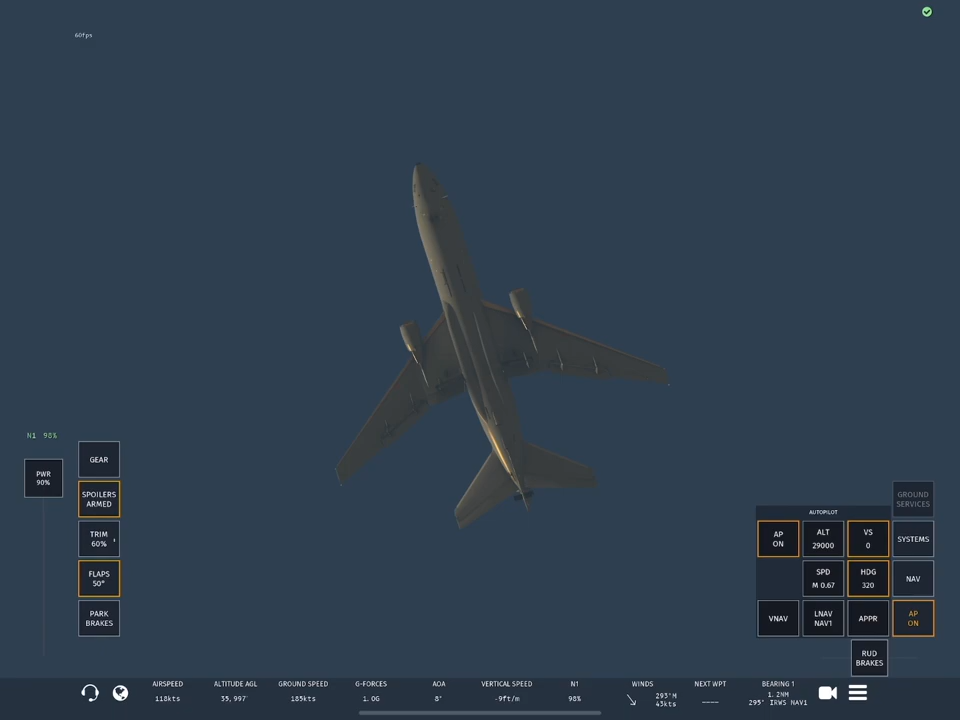 60fps
N1 98%
PWR
90%
GEAR
SPOILERS
ARMED
TRIM
60%
FLAPS
50°
PARK
BRAKES
GROUND
SERVICES
AUTOPILOT
AP
ON
ALT
29000
VS
0
SYSTEMS
SPD
M 0.67
HDG
320
NAV
VNAV
LNAV
NAV1
APPR
AP
ON
RUD
BRAKES
AIRSPEED
118kts
ALTITUDE AGL
35,997'
GROUND SPEED
185kts
G-FORCES
1.0G
AOA
8°
VERTICAL SPEED
-9ft/m
N1
98%
WINDS
293°M
43kts
NEXT WPT
____
BEARING 1
1.2NM
295° IRWS NAV1